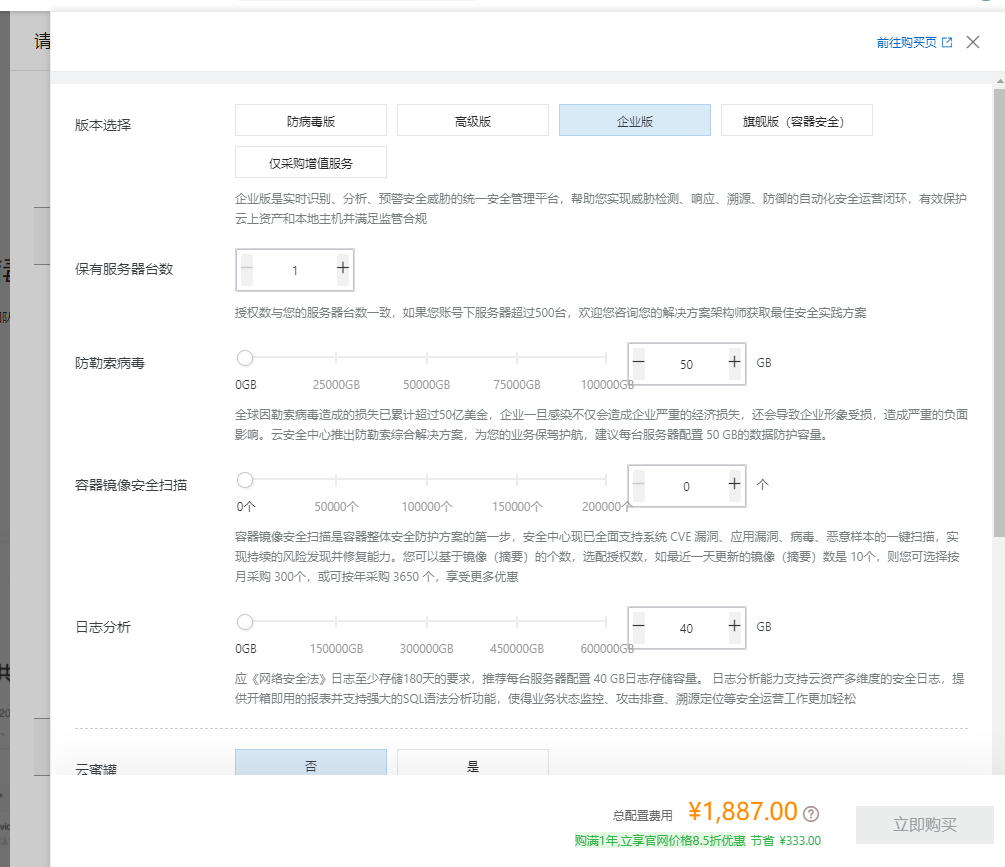 请
前往购买页
版本选择
防病毒版
高级版
企业版
旗舰版（容器安全）
仅采购增值服务
企业版是实时识别、分析、预警安全威胁的统一安全管理平台，帮助您实现威胁检测、响应、溯源、防御的自动化安全运营闭环，有效保护
云上资产和本地主机并满足监管合规
保有服务器台数
1
授权数与您的服务器台数一致，如果您账号下服务器超过500台，欢迎您咨询您的解决方案架构师获取最佳安全实践方案
防勒索病毒
50
GB
0GB
25000GB
50000GB
75000GB
100000GB
全球因勒索病毒造成的损失已累计超过50亿美金，企业一旦感染不仅会造成企业严重的经济损失，还会导致企业形象受损，造成严重的负面
影响。云安全中心推出防勒索综合解决方案，为您的业务保驾护航，建议每台服务器配置 50 GB的数据防护容量。
容器镜像安全扫描
0
个
0个
50000个
100000个
150000个
200000个
容器镜像安全扫描是容器整体安全防护方案的第一步，安全中心现已全面支持系统 CVE 漏洞、应用漏洞、病毒、恶意样本的一键扫描，实
现持续的风险发现并修复能力。您可以基于镜像（摘要）的个数，选配授权数，如最近一天更新的镜像（摘要）数是 10个，则您可选择按
月采购 300个，或可按年采购 3650 个，享受更多优惠
日志分析
40
GB
0GB
150000GB
300000GB
450000GB
600000GB
应《网络安全法》日志至少存储180天的要求，推荐每台服务器配置 40 GB日志存储容量。 日志分析能力支持云资产多维度的安全日志，提
供开箱即用的报表并支持强大的SQL语法分析功能，使得业务状态监控、攻击排查、溯源定位等安全运营工作更加轻松
云蜜罐
否
是
总配置费用 ¥1,887.00
购满1年,立享官网价格8.5折优惠 节省 ¥333.00
立即购买